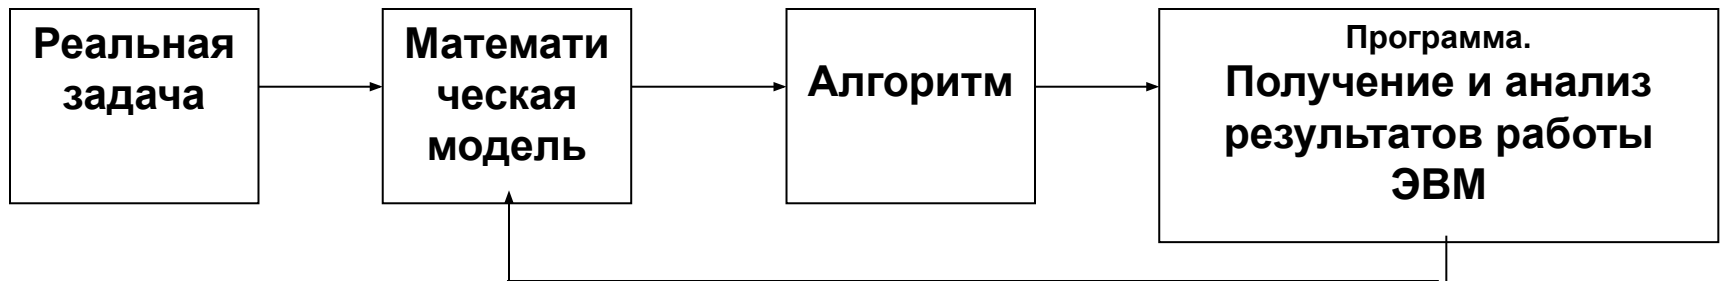 Реальная
задача
Математи
ческая
модель
Алгоритм
Программа.
Получение и анализ
результатов работы
ЭВМ